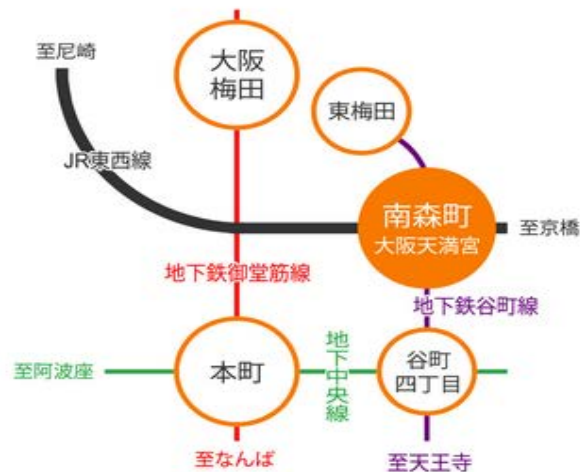 大阪
梅田
至尼崎
東梅田
JR東西線
南森町
大阪天満宮
至京橋
地下鉄御堂筋線
地下鉄谷町線
至阿波座
本町
地下中央線
谷町
四丁目
至なんば
至天王寺